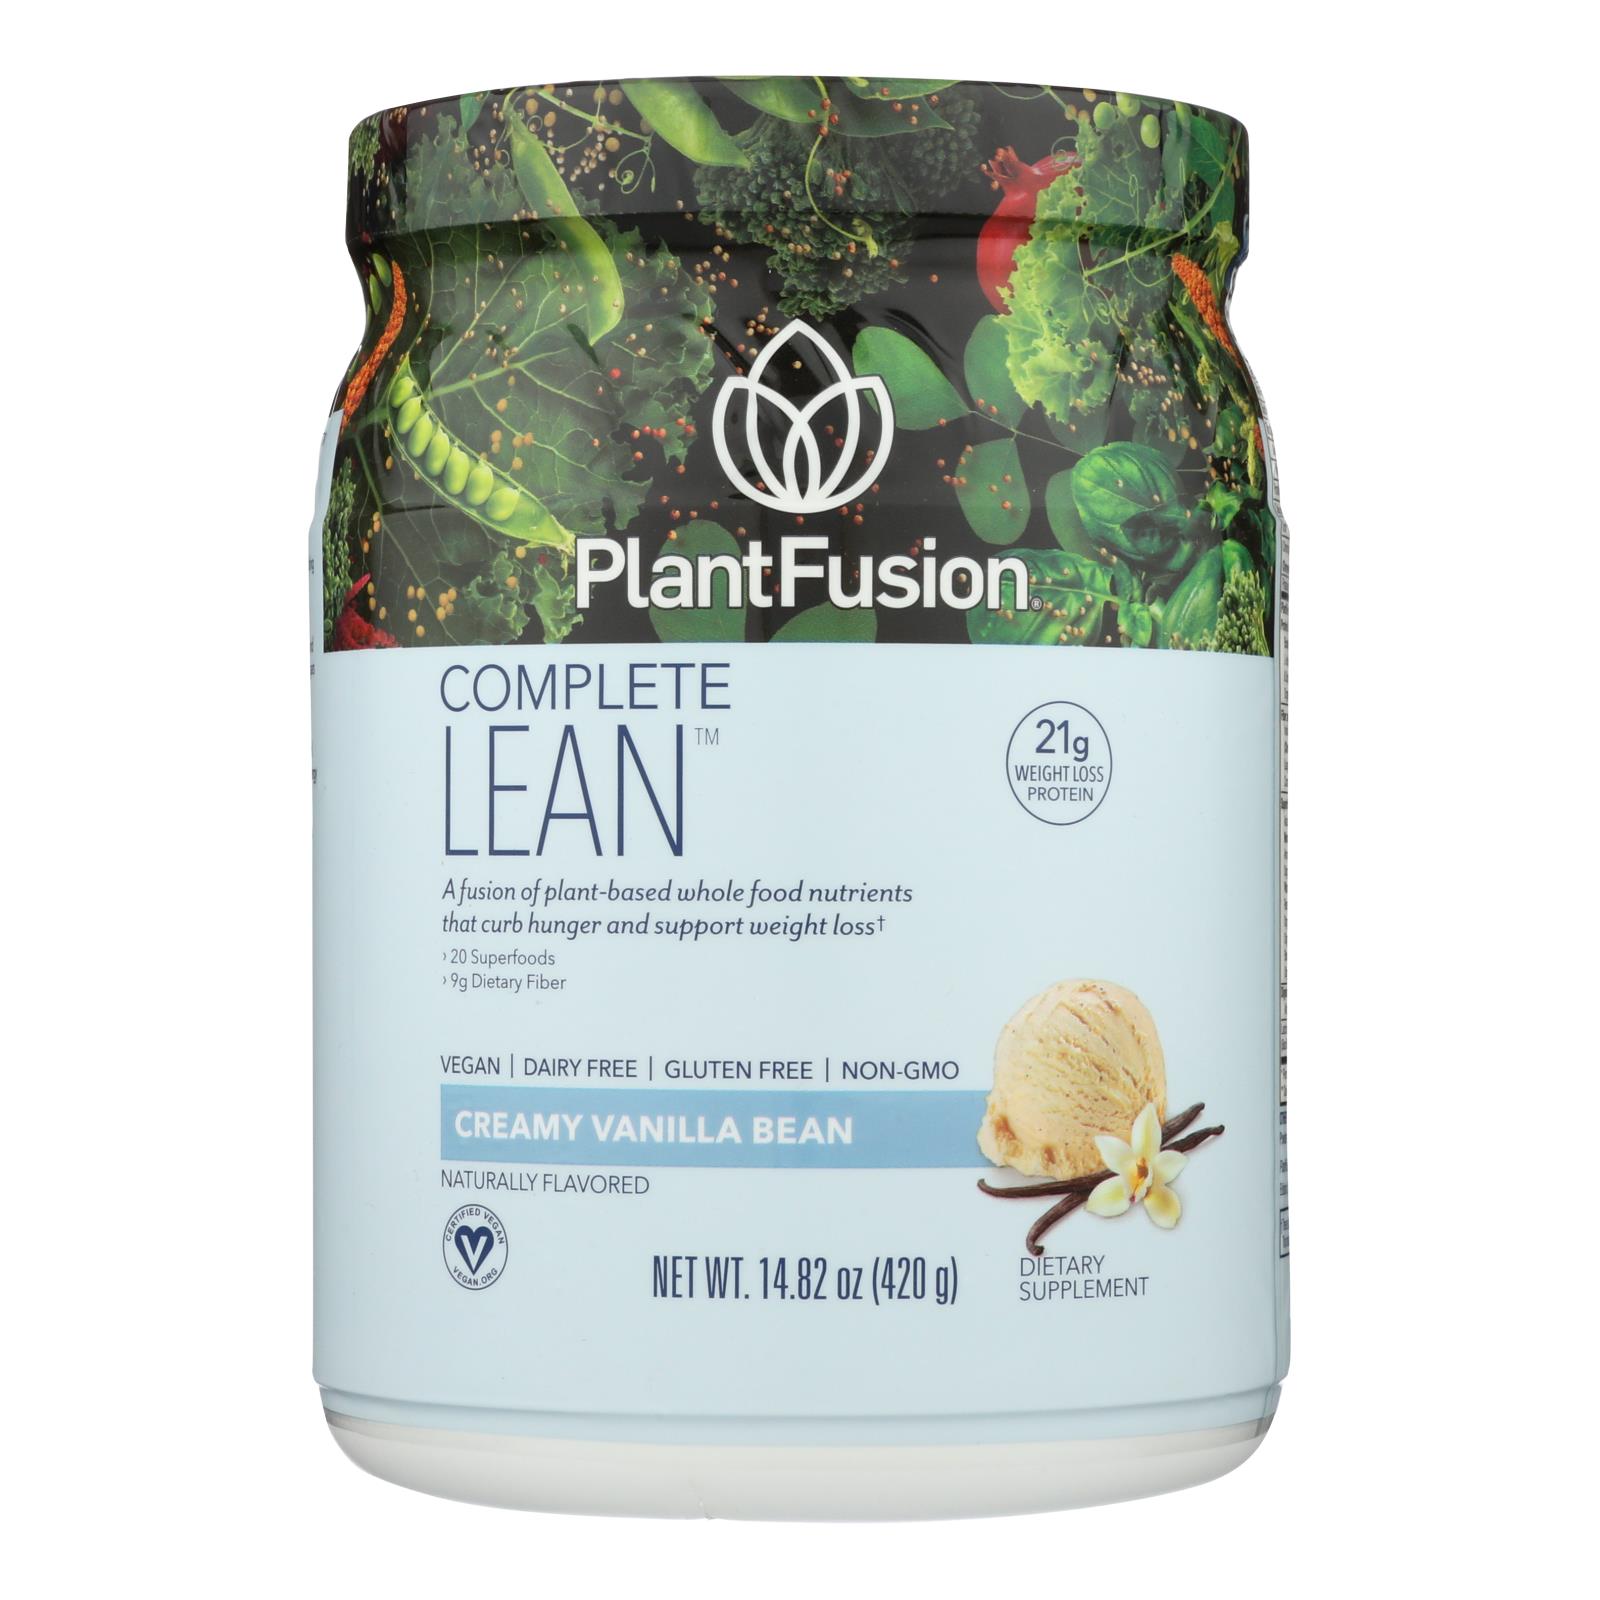 PlantFusion®
COMPLETE
LEAN™
21g
WEIGHT LOSS
PROTEIN
A fusion of plant-based whole food nutrients
that curb hunger and support weight loss†
› 20 Superfoods
› 9g Dietary Fiber
VEGAN | DAIRY FREE | GLUTEN FREE | NON-GMO
CREAMY VANILLA BEAN
NATURALLY FLAVORED
CERTIFIED VEGAN
V
VEGAN.ORG
NET WT. 14.82 oz (420 g)
DIETARY
SUPPLEMENT